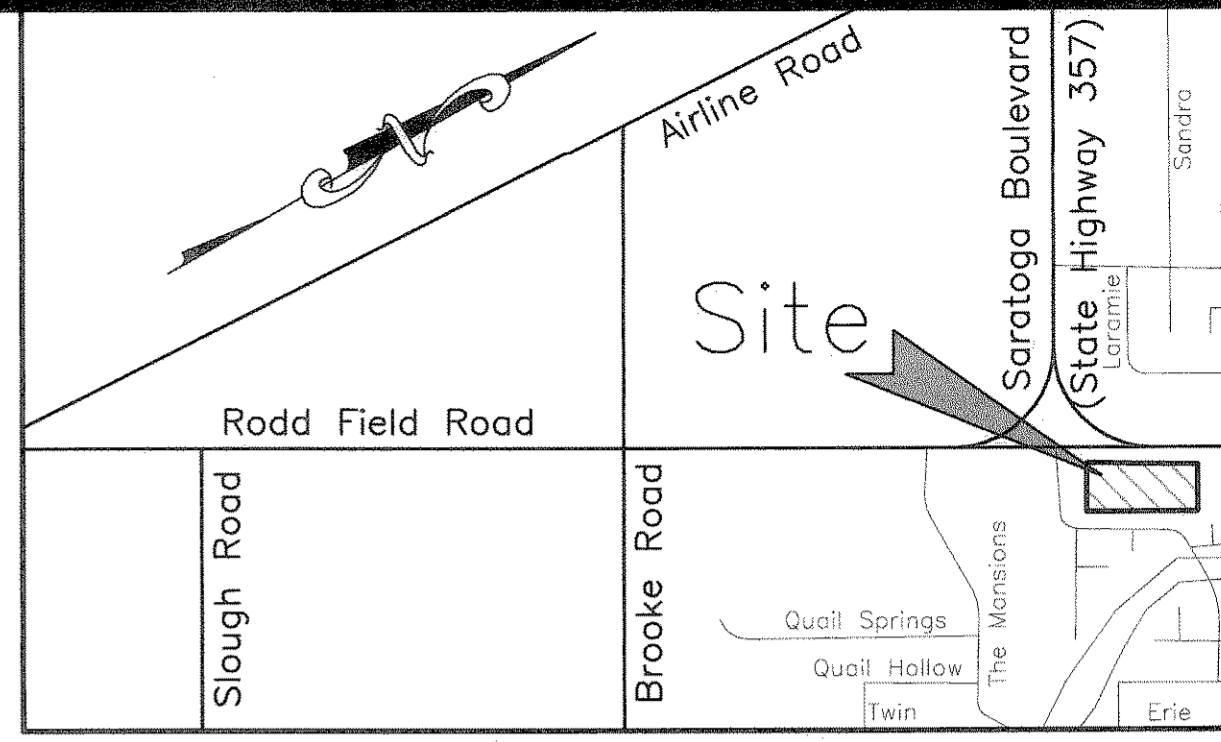 Airline Road
N
Saratoga Boulevard
(State Highway 357)
Sandra
Laramie
Site
Rodd Field Road
Slough Road
Brooke Road
The Mansions
Quail Springs
Quail Hollow
Twin
Erie